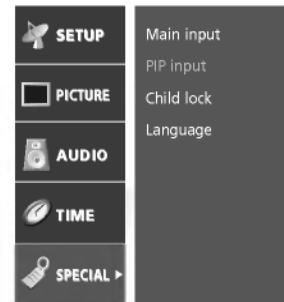 SETUP
PICTURE
AUDIO
TIME
SPECIAL ▸
Main input
PIP input
Child lock
Language